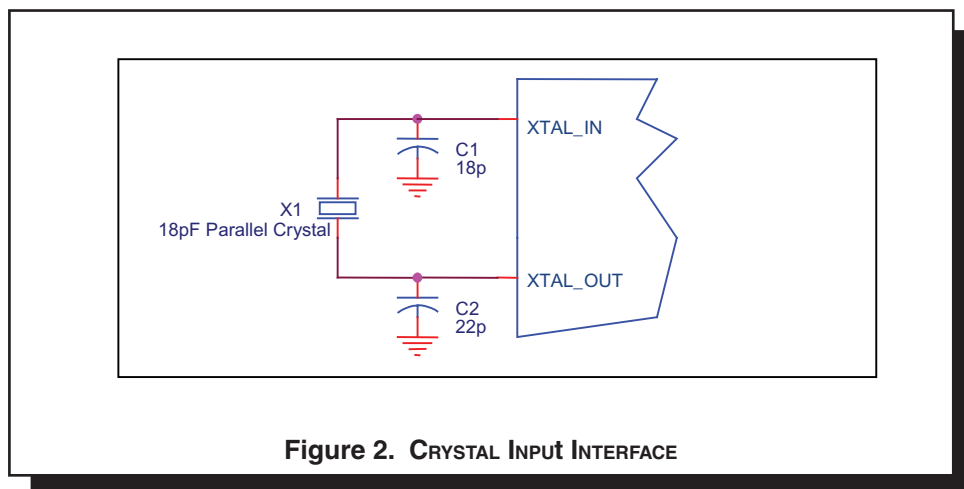 XTAL_IN
C1
18p
X1
18pF Parallel Crystal
XTAL_OUT
C2
22p
Figure 2. CRYSTAL INPUt INTERFACE